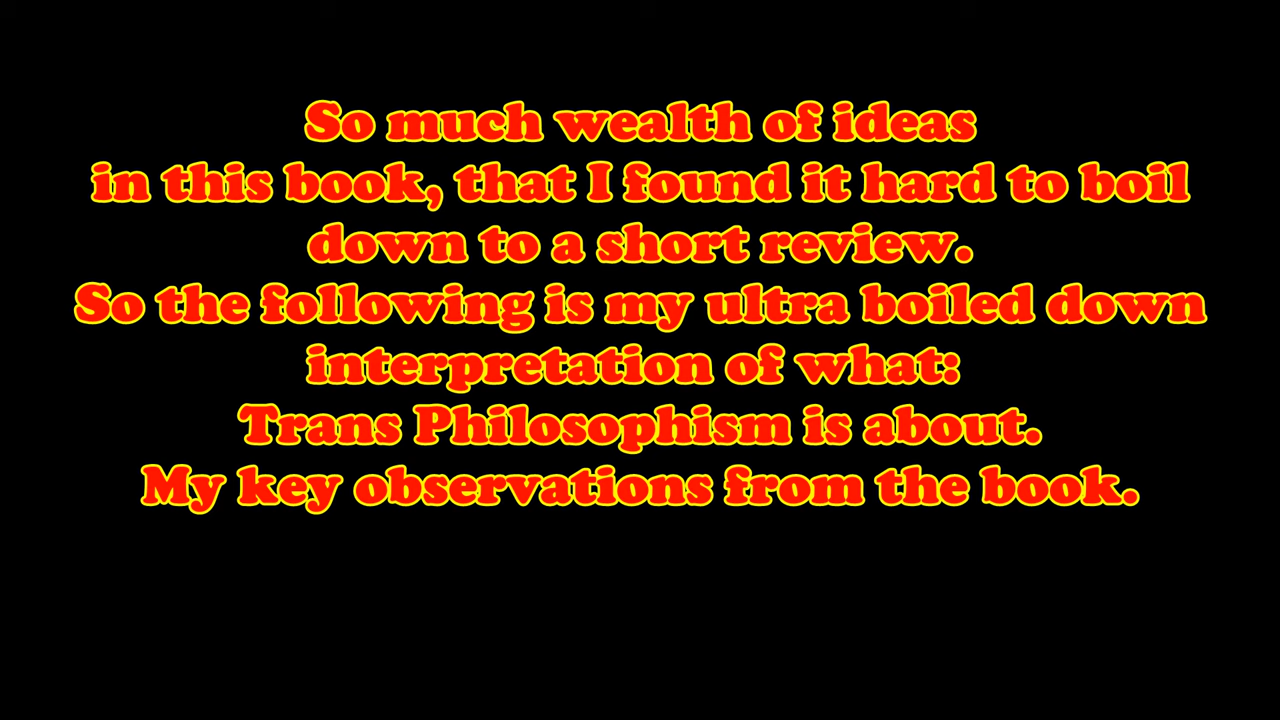 So much wealth of ideas
in this book, that I found it hard to boil
down to a short review.
So the following is my ultra boiled down
interpretation of what:
Trans Philosophism is about.
My key observations from the book.